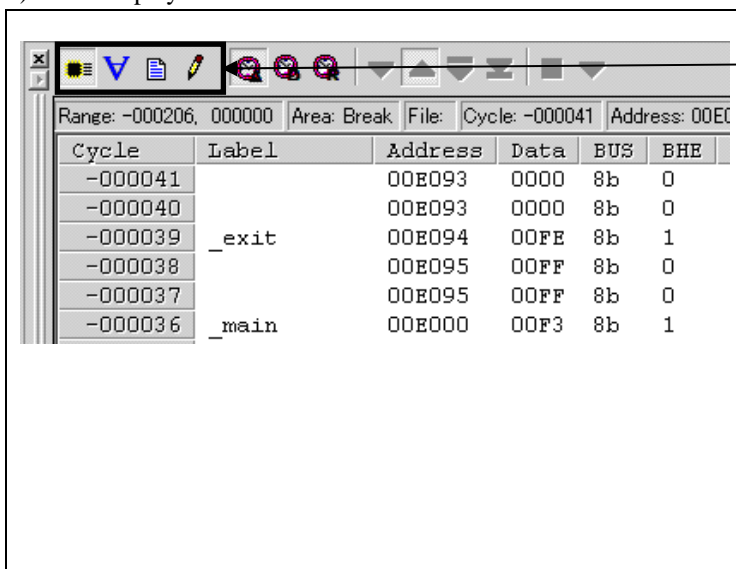 Range: -000206, 000000 Area: Break File: Cycle: -000041 Address: 00E0
Cycle Label Address Data BUS BHE
-000041 00E093 0000 8b 0
-000040 00E093 0000 8b 0
-000039 _exit 00E094 00FE 8b 1
-000038 00E095 00FF 8b 0
-000037 00E095 00FF 8b 0
-000036 _main 00E000 00F3 8b 1